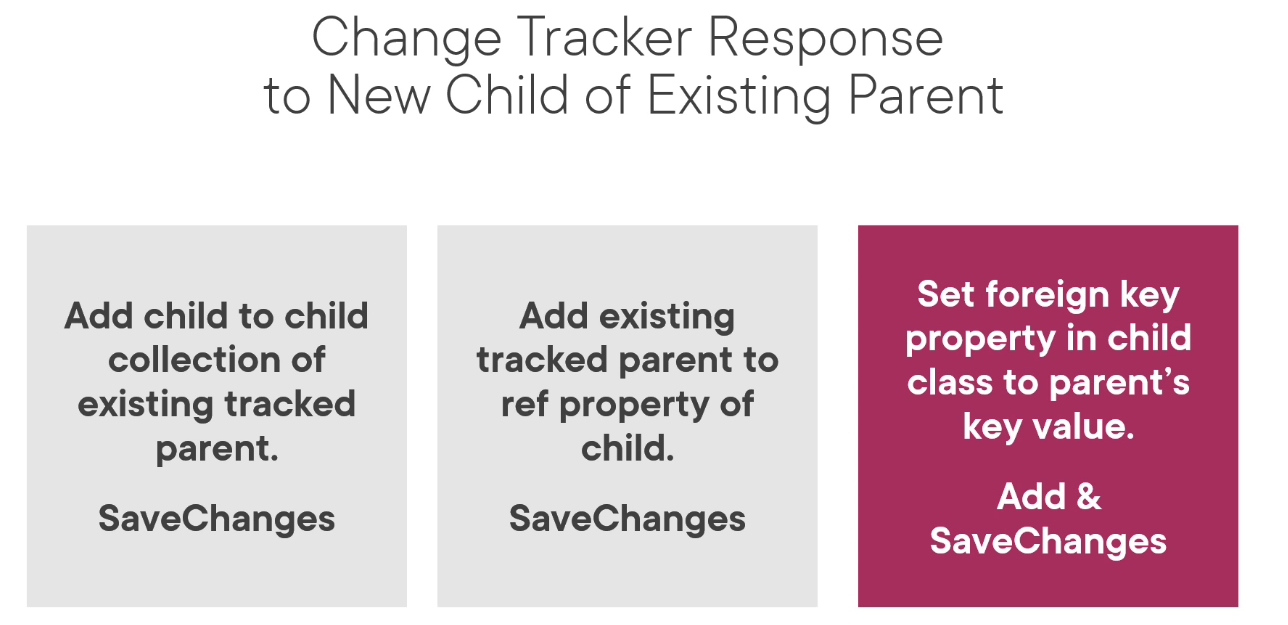 Change Tracker Response
to New Child of Existing Parent
Add child to child
collection of
existing tracked
parent.
SaveChanges
Add existing
tracked parent to
ref property of
child.
SaveChanges
Set foreign key
property in child
class to parent’s
key value.
Add &
SaveChanges